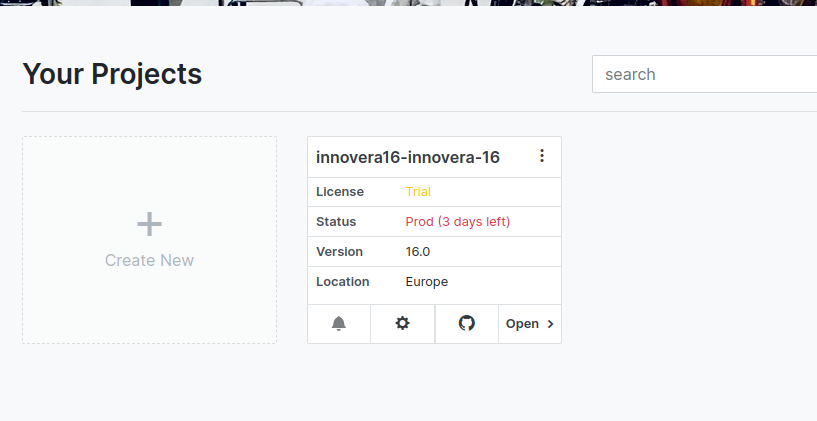 Your Projects
search
Create New
innovera16-innovera-16
License Trial
Status Prod (3 days left)
Version 16.0
Location Europe
Open